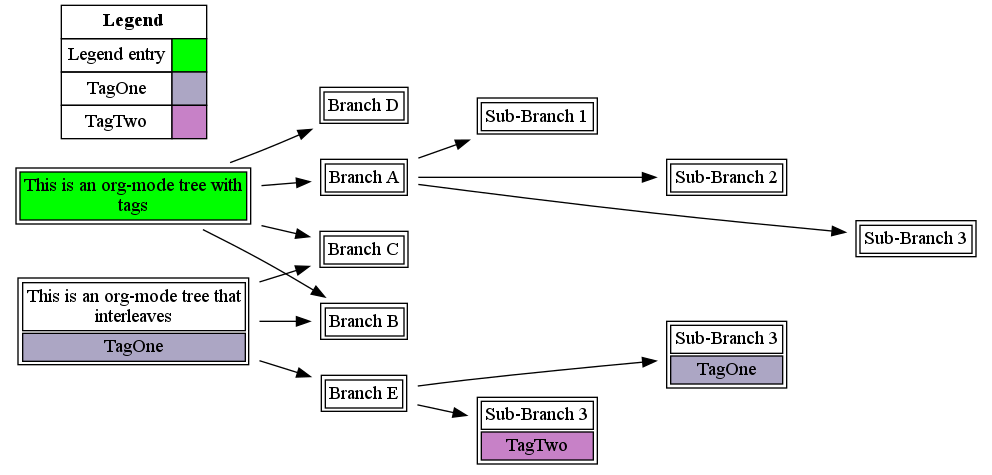 Legend
Legend entry
TagOne
TagTwo
This is an org-mode tree with
tags
Branch D
Sub-Branch 1
Branch A
Sub-Branch 2
Sub-Branch 3
Branch C
This is an org-mode tree that
interleaves
TagOne
Branch B
Branch E
Sub-Branch 3
TagOne
Sub-Branch 3
TagTwo